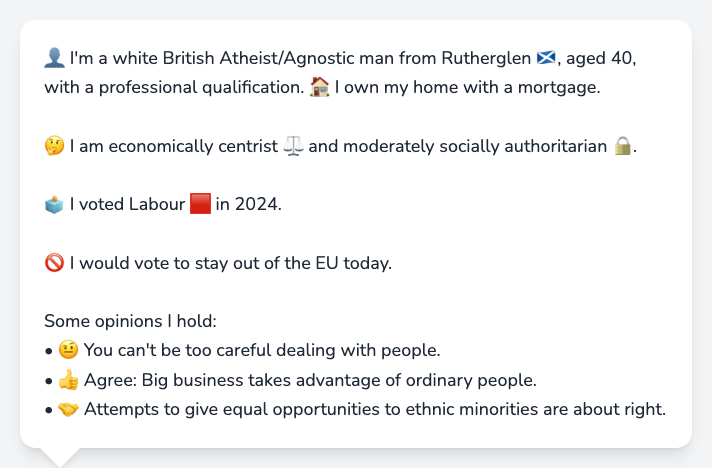 👤 I'm a white British Atheist/Agnostic man from Rutherglen 🏴󠁧󠁢󠁳󠁣󠁴󠁿, aged 40,
with a professional qualification. 🏠 I own my home with a mortgage.
🤔 I am economically centrist ⚖️ and moderately socially authoritarian 🔒.
🗳️ I voted Labour 🟥 in 2024.
🚫 I would vote to stay out of the EU today.
Some opinions I hold:
• 🤨 You can't be too careful dealing with people.
• 👍 Agree: Big business takes advantage of ordinary people.
• 🤝 Attempts to give equal opportunities to ethnic minorities are about right.